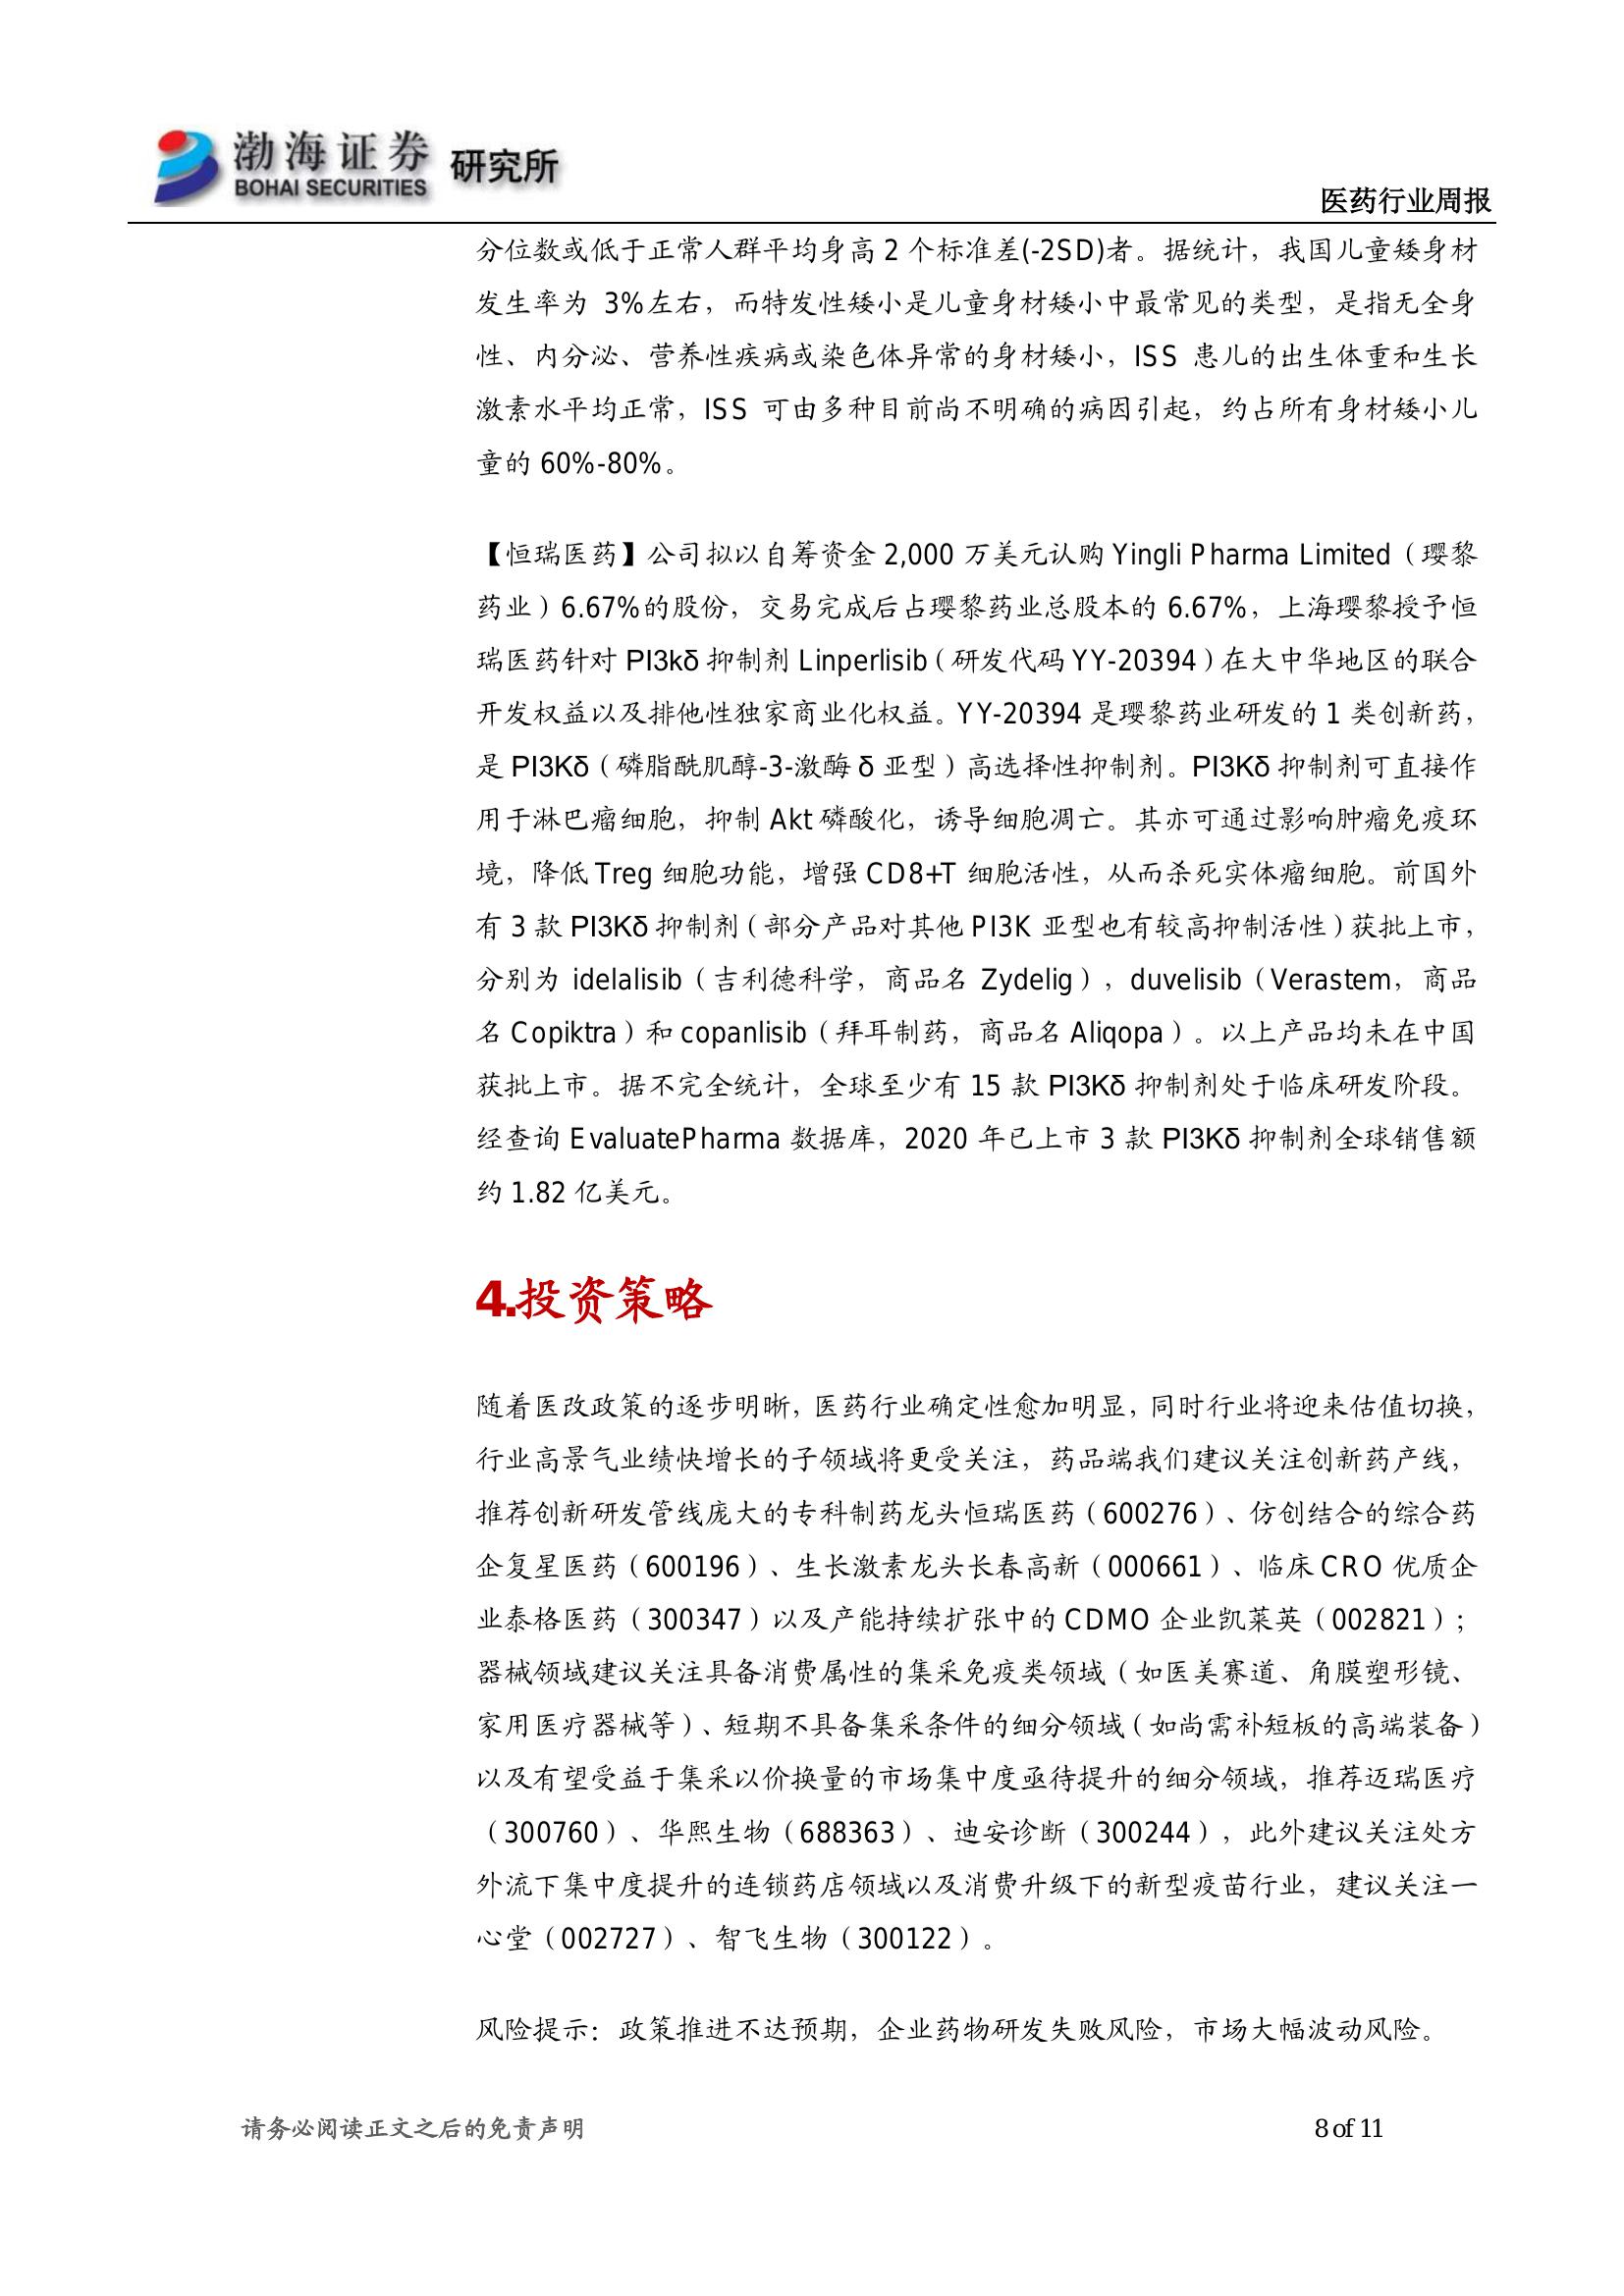 渤海证券 研究所
BOHAI SECURITIES
医药行业周报
分位数或低于正常人群平均身高 2 个标准差(-2SD)者。据统计，我国儿童矮身材
发生率为 3%左右，而特发性矮小是儿童身材矮小中最常见的类型，是指无全身
性、内分泌、营养性疾病或染色体异常的身材矮小，ISS 患儿的出生体重和生长
激素水平均正常，ISS 可由多种目前尚不明确的病因引起，约占所有身材矮小儿
童的 60%-80%。
【恒瑞医药】公司拟以自筹资金 2,000 万美元认购 Yingli Pharma Limited（璎黎
药业）6.67%的股份，交易完成后占璎黎药业总股本的 6.67%，上海璎黎授予恒
瑞医药针对 PI3kδ 抑制剂 Linperlisib（研发代码 YY-20394）在大中华地区的联合
开发权益以及排他性独家商业化权益。YY-20394 是璎黎药业研发的 1 类创新药，
是 PI3Kδ（磷脂酰肌醇-3-激酶 δ 亚型）高选择性抑制剂。PI3Kδ 抑制剂可直接作
用于淋巴瘤细胞，抑制 Akt 磷酸化，诱导细胞凋亡。其亦可通过影响肿瘤免疫环
境，降低 Treg 细胞功能，增强 CD8+T 细胞活性，从而杀死实体瘤细胞。前国外
有 3 款 PI3Kδ 抑制剂（部分产品对其他 PI3K 亚型也有较高抑制活性）获批上市，
分别为 idelalisib（吉利德科学，商品名 Zydelig），duvelisib（Verastem，商品
名 Copiktra）和 copanlisib（拜耳制药，商品名 Aliqopa）。以上产品均未在中国
获批上市。据不完全统计，全球至少有 15 款 PI3Kδ 抑制剂处于临床研发阶段。
经查询 EvaluatePharma 数据库，2020 年已上市 3 款 PI3Kδ 抑制剂全球销售额
约 1.82 亿美元。
4.投资策略
随着医改政策的逐步明晰，医药行业确定性愈加明显，同时行业将迎来估值切换，
行业高景气业绩快增长的子领域将更受关注，药品端我们建议关注创新药产线，
推荐创新研发管线庞大的专科制药龙头恒瑞医药（600276）、仿创结合的综合药
企复星医药（600196）、生长激素龙头长春高新（000661）、临床 CRO 优质企
业泰格医药（300347）以及产能持续扩张中的 CDMO 企业凯莱英（002821）；
器械领域建议关注具备消费属性的集采免疫类领域（如医美赛道、角膜塑形镜、
家用医疗器械等）、短期不具备集采条件的细分领域（如尚需补短板的高端装备）
以及有望受益于集采以价换量的市场集中度亟待提升的细分领域，推荐迈瑞医疗
（300760）、华熙生物（688363）、迪安诊断（300244），此外建议关注处方
外流下集中度提升的连锁药店领域以及消费升级下的新型疫苗行业，建议关注一
心堂（002727）、智飞生物（300122）。
风险提示：政策推进不达预期，企业药物研发失败风险，市场大幅波动风险。
请务必阅读正文之后的免责声明
8 of 11